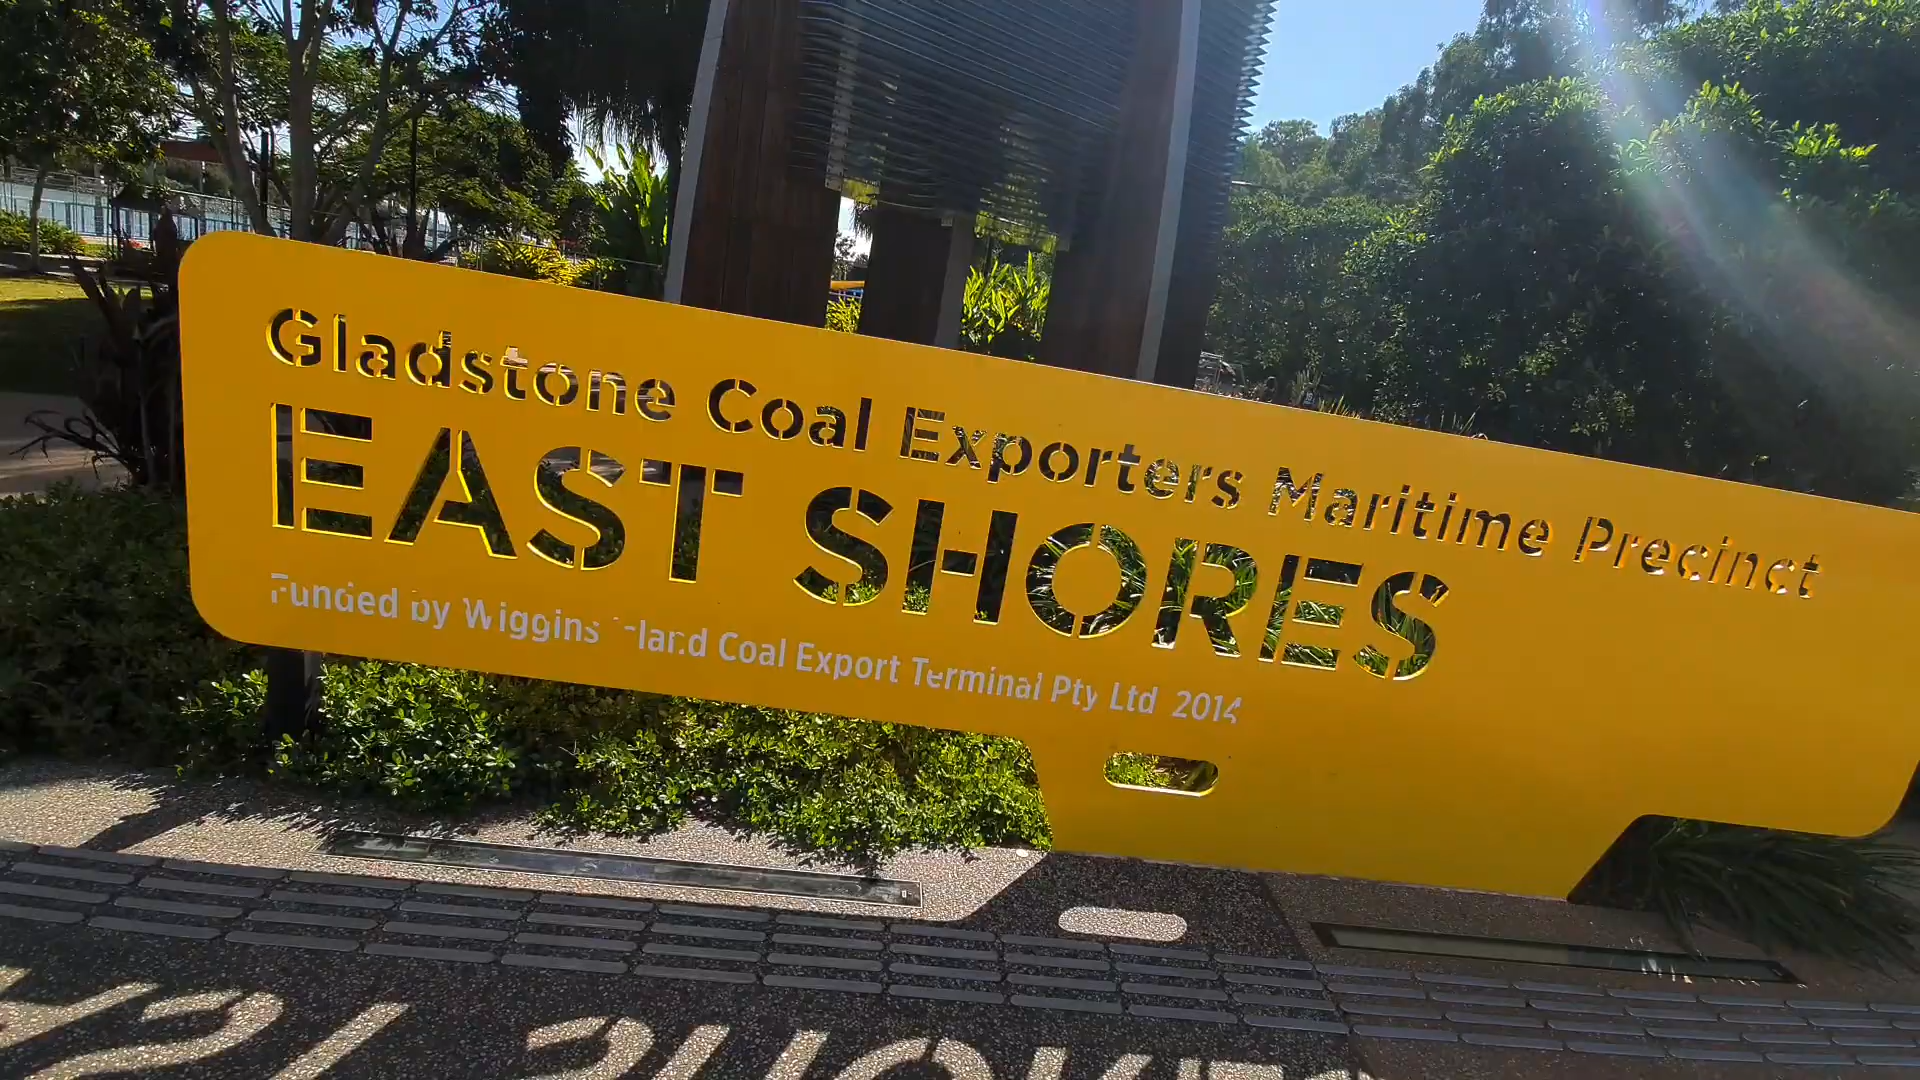 Gladstone Coal Exporters Maritime Precinct
EAST SHORES
Funded by Wiggins Island Coal Export Terminal Pty Ltd 2014